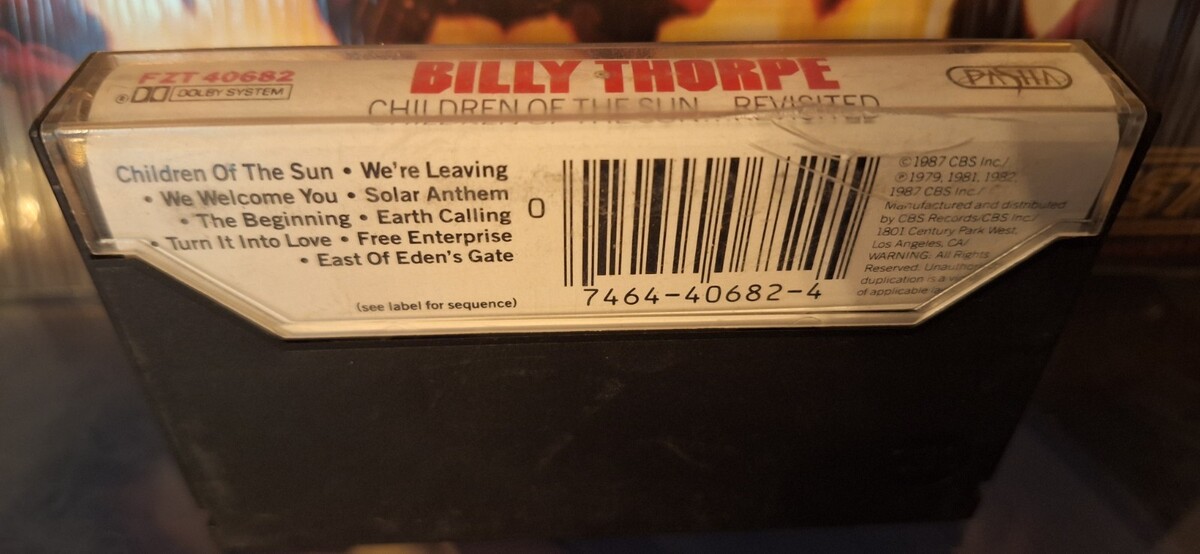 FZT 40682
DOLBY SYSTEM
BILLY THORPE
CHILDREN OF THE SUN...REVISITED
PASHA
Children Of The Sun • We're Leaving
• We Welcome You • Solar Anthem
• The Beginning • Earth Calling
• Turn It Into Love • Free Enterprise
• East Of Eden's Gate
(see label for sequence)
0
7464-40682-4
©1987 CBS Inc./
℗1979, 1981, 1982,
1987 CBS Inc./
Manufactured and distributed
by CBS Records/CBS Inc./
1801 Century Park West,
Los Angeles, CA/
WARNING: All Rights
Reserved. Unauthor
duplication is a v
of applicable la